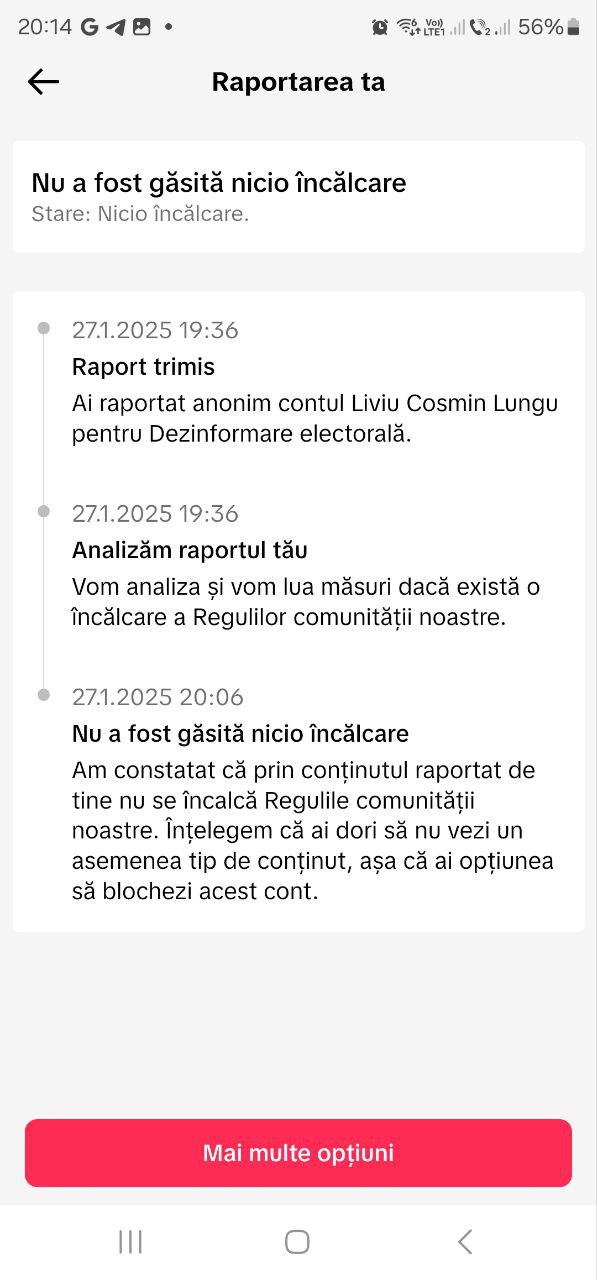 20:14 G 56%
Vo)) LTE1 2
Raportarea ta
Nu a fost găsită nicio încălcare
Stare: Nicio încălcare.
27.1.2025 19:36
Raport trimis
Ai raportat anonim contul Liviu Cosmin Lungu
pentru Dezinformare electorală.
27.1.2025 19:36
Analizăm raportul tău
Vom analiza și vom lua măsuri dacă există o
încălcare a Regulilor comunității noastre.
27.1.2025 20:06
Nu a fost găsită nicio încălcare
Am constatat că prin conținutul raportat de
tine nu se încalcă Regulile comunității
noastre. Înțelegem că ai dori să nu vezi un
asemenea tip de conținut, așa că ai opțiunea
să blochezi acest cont.
Mai multe opțiuni